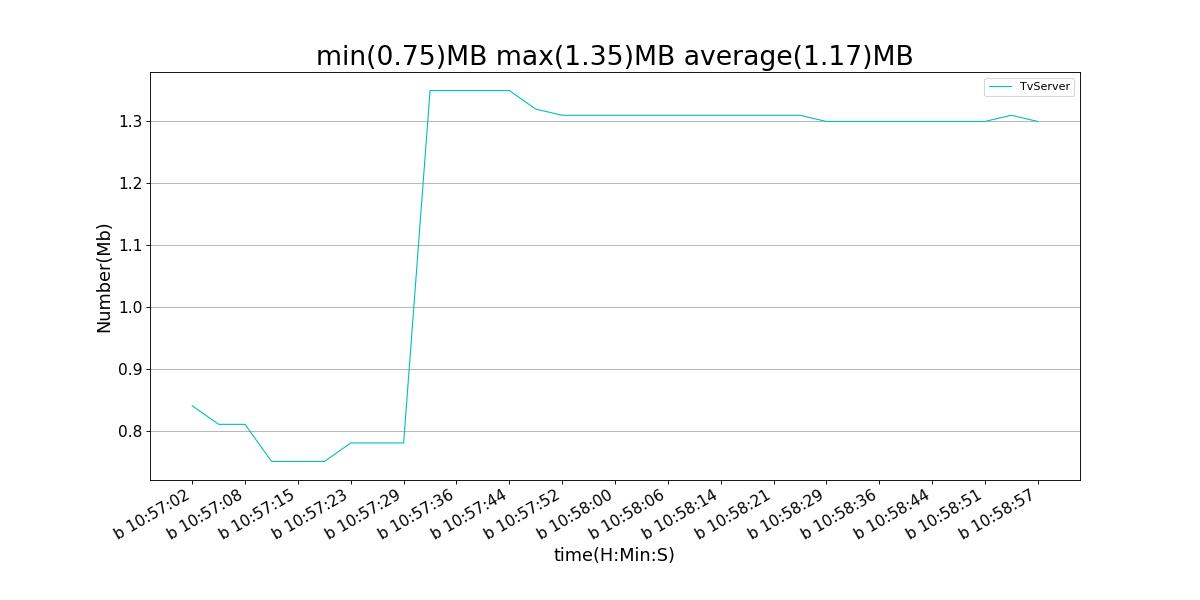 min(0.75)MB max(1.35)MB average(1.17)MB
TvServer
Number(Mb)
1.3
1.2
1.1
1.0
0.9
0.8
b 10:57:02
b 10:57:08
b 10:57:15
b 10:57:23
b 10:57:29
b 10:57:36
b 10:57:44
b 10:57:52
b 10:58:00
b 10:58:06
b 10:58:14
b 10:58:21
b 10:58:29
b 10:58:36
b 10:58:44
b 10:58:51
b 10:58:57
time(H:Min:S)